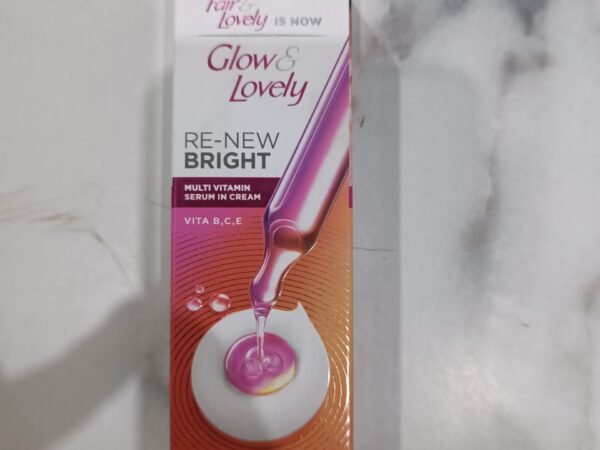 Fair &
Lovely IS NOW
Glow &
Lovely
RE-NEW
BRIGHT
MULTI VITAMIN
SERUM IN CREAM
VITA B,C,E